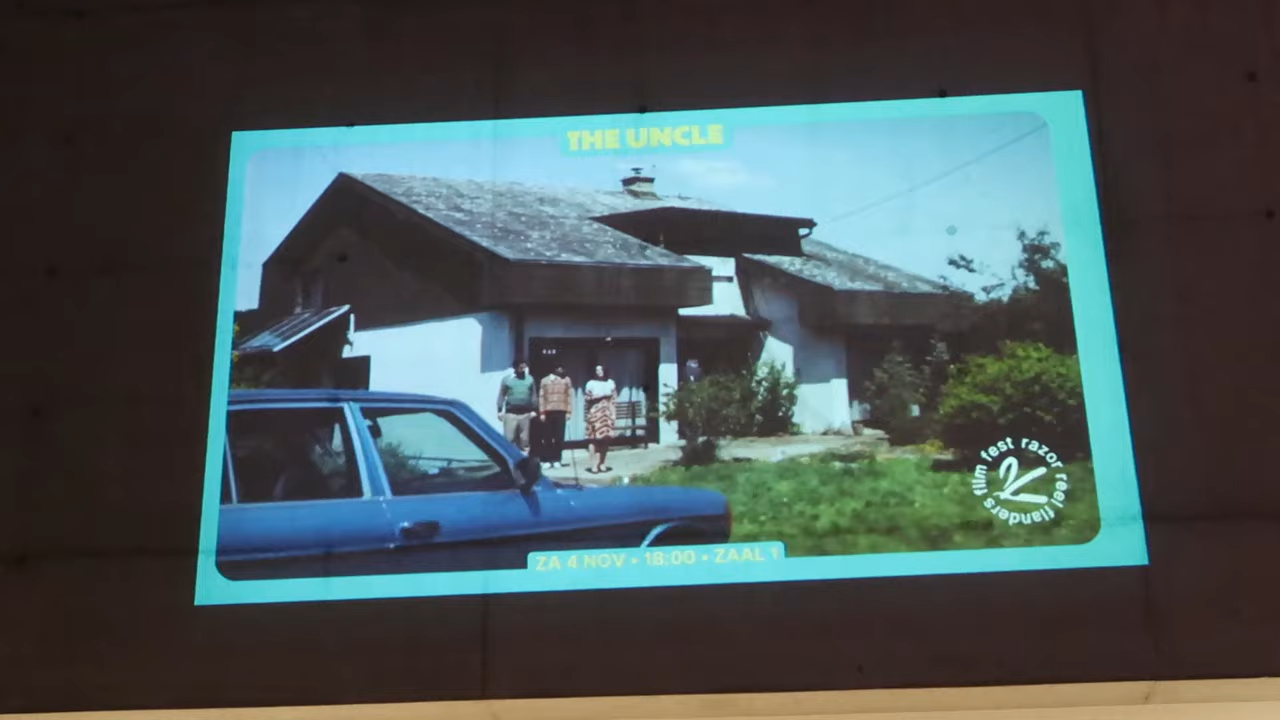 THE UNCLE
film fest razor reel flanders
ZA 4 NOV • 18:00 • ZAAL 1